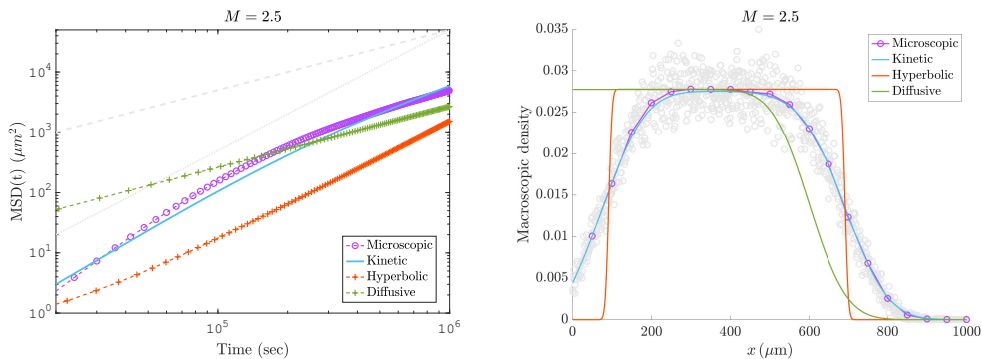 M = 2.5
MSD(t) (μm²)
10⁴
10³
10²
10¹
10⁰
10⁵
10⁶
Time (sec)
Microscopic
Kinetic
Hyperbolic
Diffusive
M = 2.5
Macroscopic density
0.035
0.03
0.025
0.02
0.015
0.01
0.005
0
0 200 400 600 800 1000
x (μm)
Microscopic
Kinetic
Hyperbolic
Diffusive